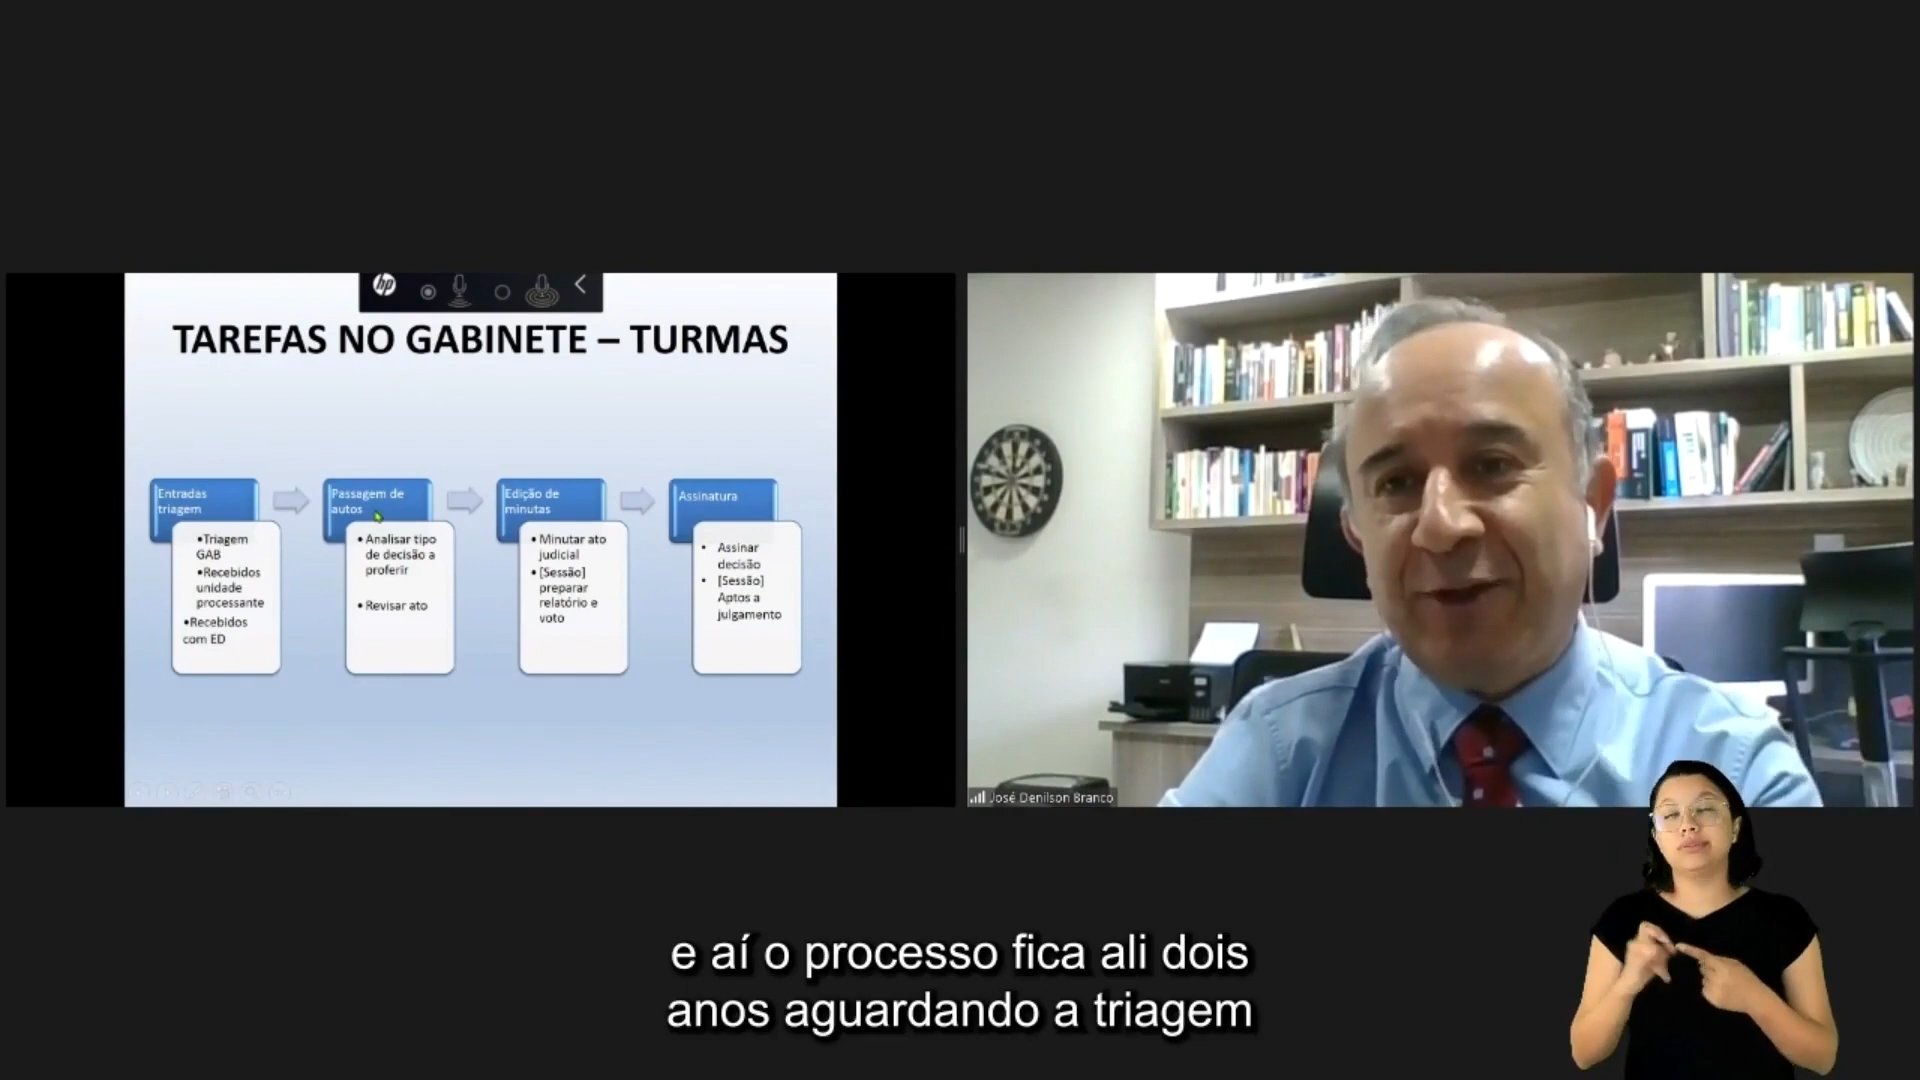 hp
TAREFAS NO GABINETE – TURMAS
Entradas
triagem
•Triagem
GAB
•Recebidos
unidade
processante
•Recebidos
com ED
Passagem de
autos
•Analisar tipo
de decisão a
proferir
•Revisar ato
Edição de
minutas
•Minutar ato
judicial
•[Sessão]
preparar
relatório e
voto
Assinatura
• Assinar
decisão
• [Sessão]
Aptos a
julgamento
José Denilson Branco
e aí o processo fica ali dois
anos aguardando a triagem